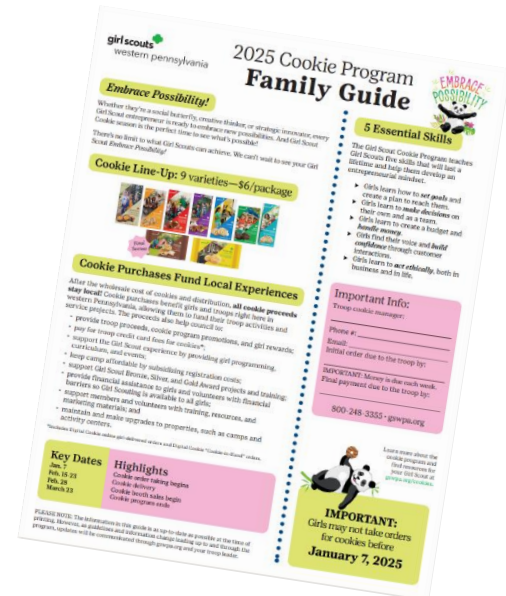 girl scouts
western pennsylvania
2025 Cookie Program
Family Guide
EMBRACE
POSSIBILITY
Embrace Possibility!
Whether they're a social butterfly, creative thinker, or strategic innovator, every
Girl Scout entrepreneur is ready to embrace new possibilities. And Girl Scout
Cookie season is the perfect time to see what's possible!
There's no limit to what Girl Scouts can achieve. We can't wait to see your Girl
Scout Embrace Possibility!
Cookie Line-Up: 9 varieties—$6/package
Cookie Purchases Fund Local Experiences
After the wholesale cost of cookies and distribution, all cookie proceeds
stay local! Cookie purchases benefit girls and troops right here in
western Pennsylvania, allowing them to fund their troop activities and
service projects. The proceeds also help council to:
• provide troop proceeds, cookie program promotions, and girl rewards;
• pay for troop credit card fees for cookies*;
• support the Girl Scout experience by providing girl programming,
curriculum, and events;
• keep camp affordable by subsidizing registration costs;
• support Girl Scout Bronze, Silver, and Gold Award projects and training;
• provide financial assistance to girls and volunteers with financial
barriers so Girl Scouting is available to all girls;
• support members and volunteers with training, resources, and
marketing materials; and
• maintain and make upgrades to properties, such as camps and
activity centers.
*Includes Digital Cookie online girl delivered orders and Digital Cookie "Cookie in Hand" orders.
Key Dates
Jan. 7
Feb. 15-23
Feb. 28
March 23
Highlights
Cookie order taking begins
Cookie delivery
Cookie booth sales begin
Cookie program ends
PLEASE NOTE: The information in this guide is as up-to-date as possible at the time of
printing. However, as guidelines and information change leading up to and through the
program, updates will be communicated through gswpa.org and your troop leader.
5 Essential Skills
The Girl Scout Cookie Program teaches
Girl Scouts five skills that will last a
lifetime and help them develop an
entrepreneurial mindset.
➤ Girls learn how to set goals and
create a plan to reach them.
➤ Girls learn to make decisions on
their own and as a team.
➤ Girls learn to create a budget and
handle money.
➤ Girls find their voice and build
confidence through customer
interactions.
➤ Girls learn to act ethically, both in
business and in life.
Important Info:
Troop cookie manager:
Phone #:
Email:
Initial order due to the troop by:
IMPORTANT: Money is due each week.
Final payment due to the troop by:
800-248-3355 • gswpa.org
Learn more about the
cookie program and
find resources for
your Girl Scout at
gswpa.org/cookies.
IMPORTANT:
Girls may not take orders
for cookies before
January 7, 2025